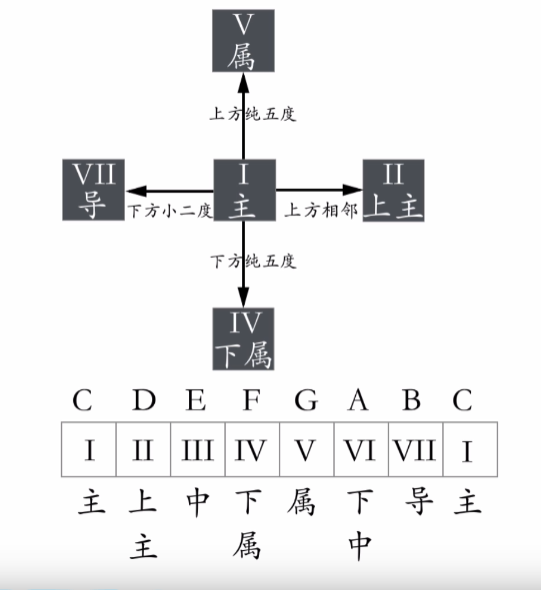 V
属
上方纯五度
VII
导
下方小二度
I
主
上方相邻
II
上主
下方纯五度
IV
下属
C D E F G A B C
I II III IV V VI VII I
主 上主 中 下属 属 下中 导 主